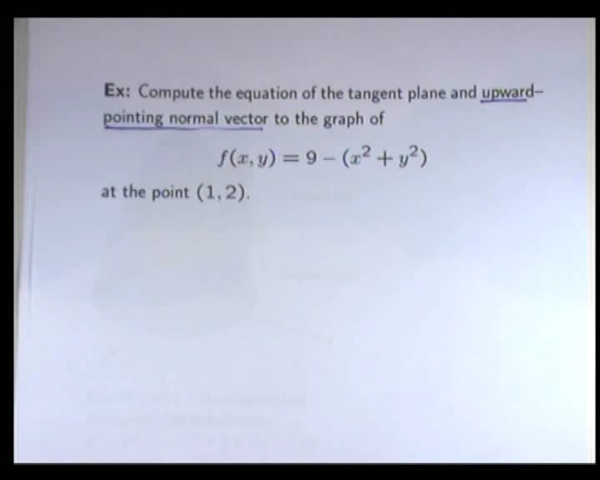 Ex: Compute the equation of the tangent plane and upward–
pointing normal vector to the graph of
f(x, y) = 9 − (x² + y²)
at the point (1, 2).